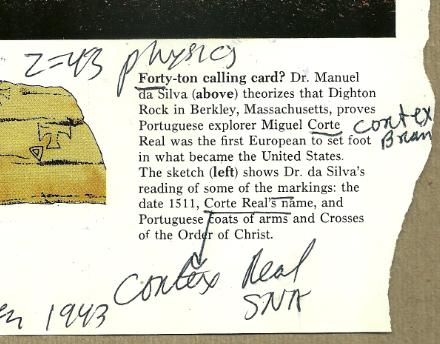 Z=43 physics
Forty-ton calling card? Dr. Manuel
da Silva (above) theorizes that Dighton
Rock in Berkley, Massachusetts, proves
Portuguese explorer Miguel Corte
Real was the first European to set foot
in what became the United States.
The sketch (left) shows Dr. da Silva's
reading of some of the markings: the
date 1511, Corte Real's name, and
Portuguese coats of arms and Crosses
of the Order of Christ.
contex
Brain
Contex Real
SNA
1943